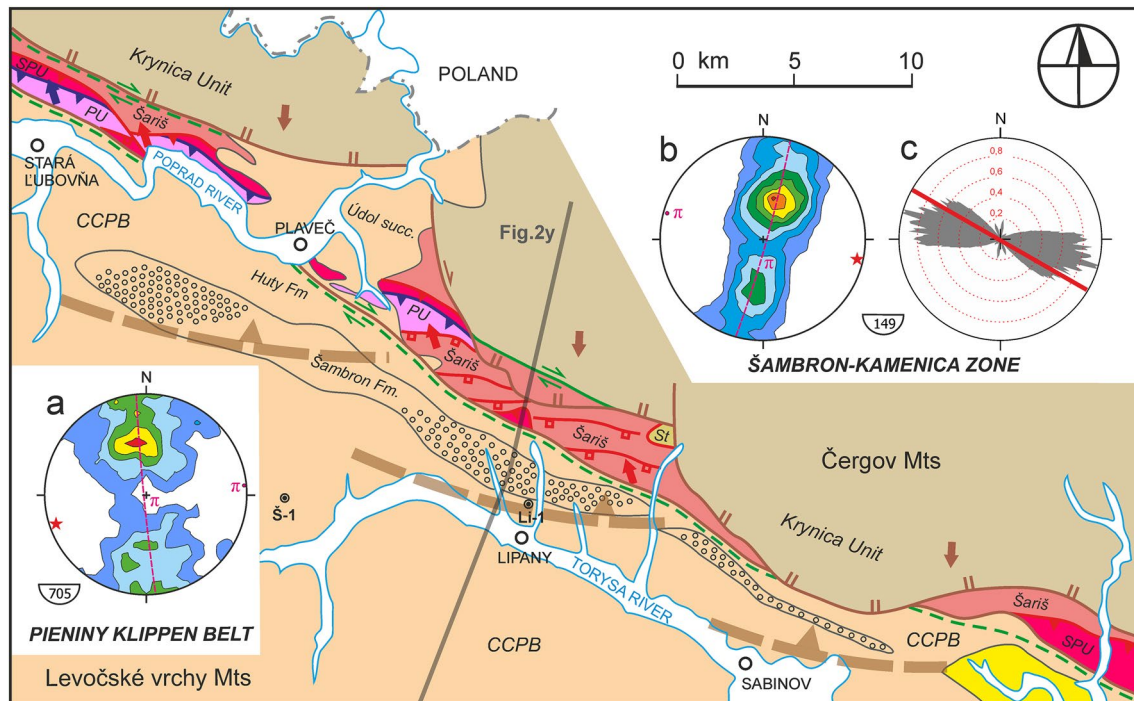 Krynica Unit
POLAND
0 km 5 10
SPU
PU
Šariš
STARÁ
ĽUBOVŇA
POPRAD RIVER
CCPB
PLAVEČ
Údol succ.
Fig.2y
b
N
π
π
149
c
N
0,8
0,6
0,4
0,2
ŠAMBRON-KAMENICA ZONE
Huty Fm
PU
Šariš
Šambron Fm.
Šariš
St
Čergov Mts
Krynica Unit
a
N
π
π
705
PIENINY KLIPPEN BELT
Š-1
Li-1
LIPANY
TORYSA RIVER
Šariš
SPU
CCPB
CCPB
SABINOV
Levočské vrchy Mts